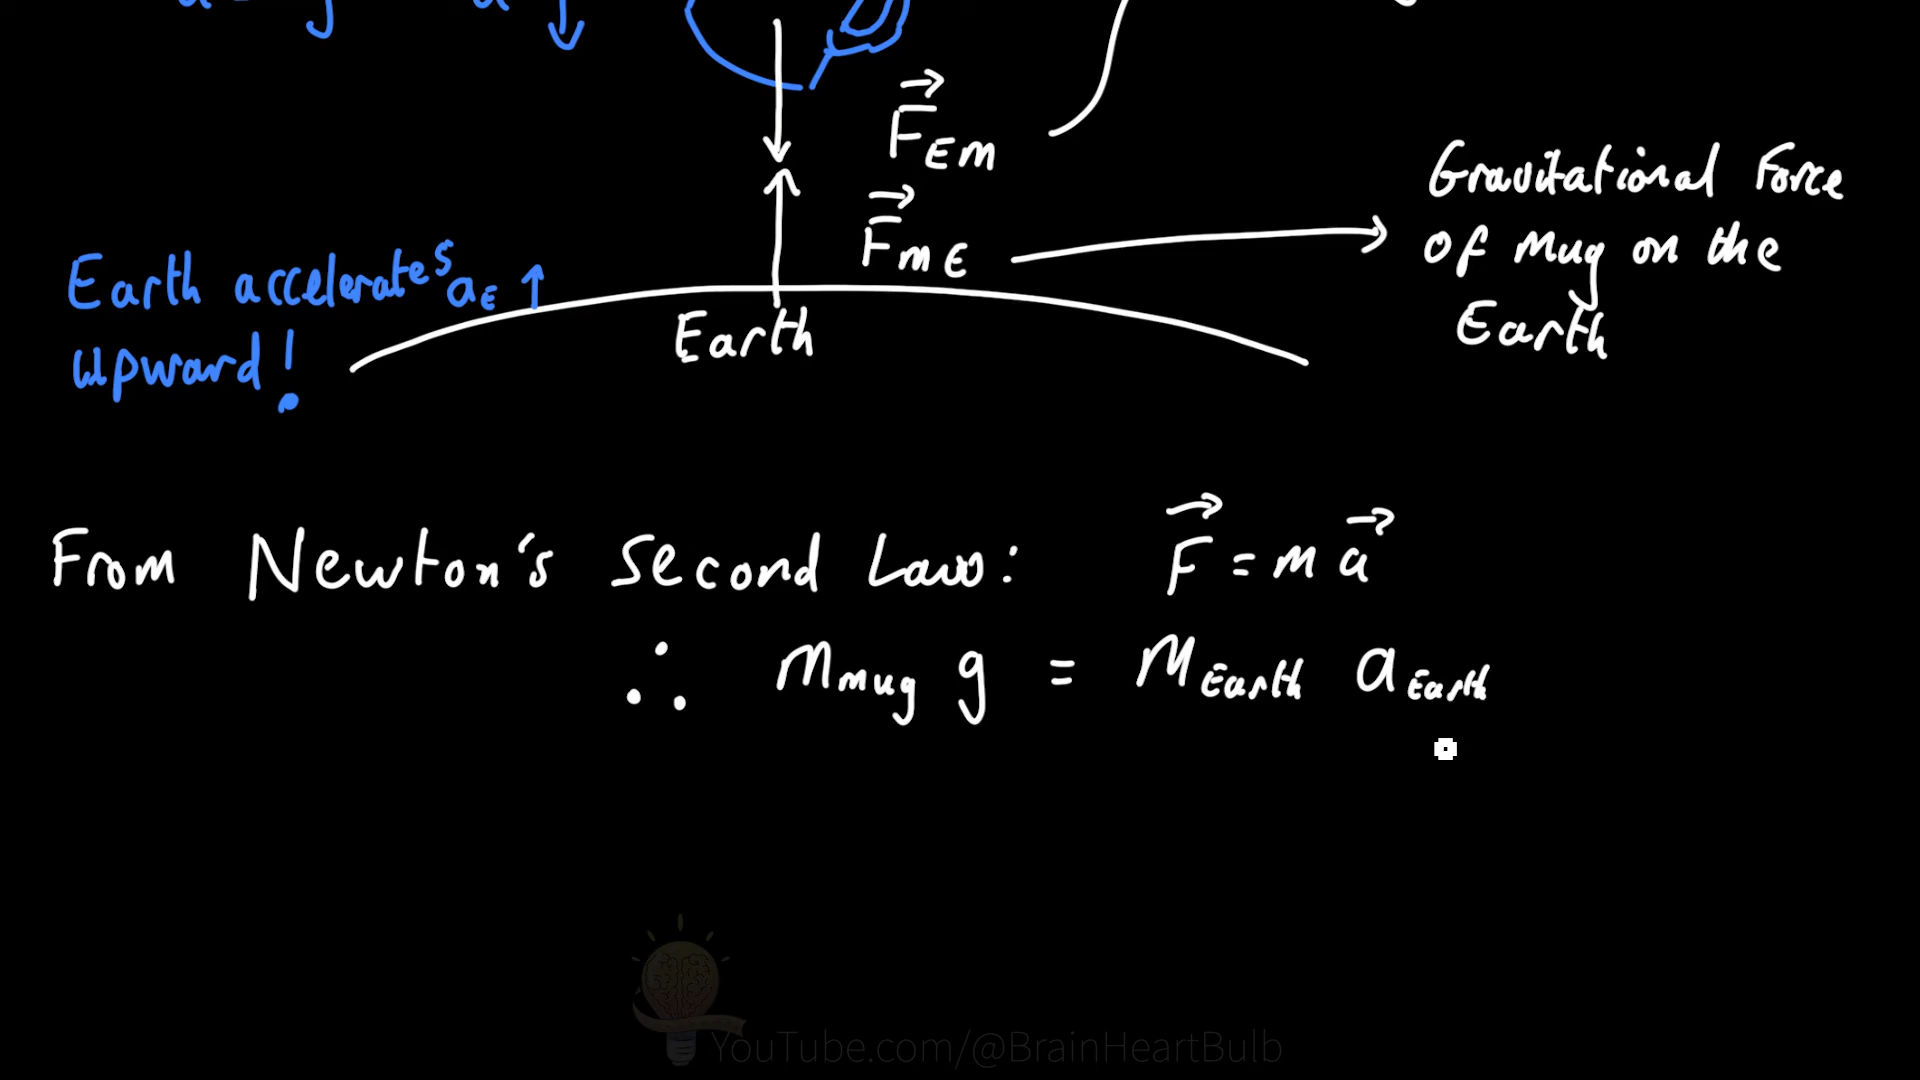 F⃗EM
F⃗ME
Gravitational Force
of mug on the
Earth
Earth accelerates aE ↑
upward!
Earth
From Newton's Second Law: F⃗ = m a⃗
∴ Mmug g = MEarth aEarth
YouTube.com/@BrainHeartBulb